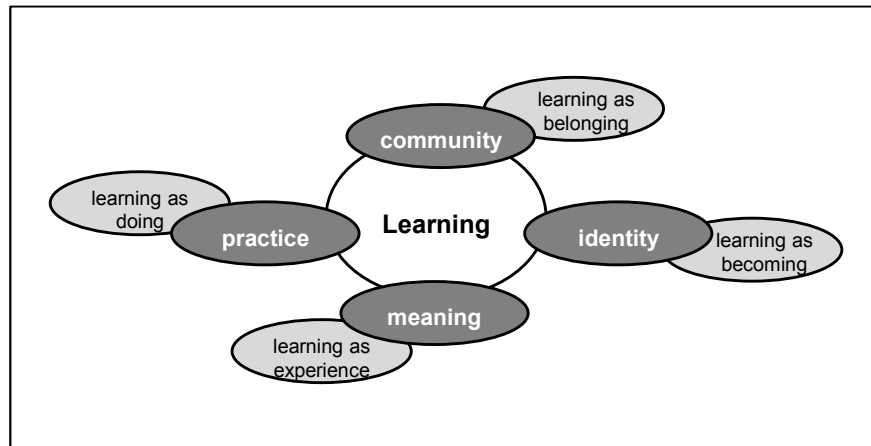 learning as
belonging
community
learning as
doing
practice
Learning
identity
learning as
becoming
meaning
learning as
experience